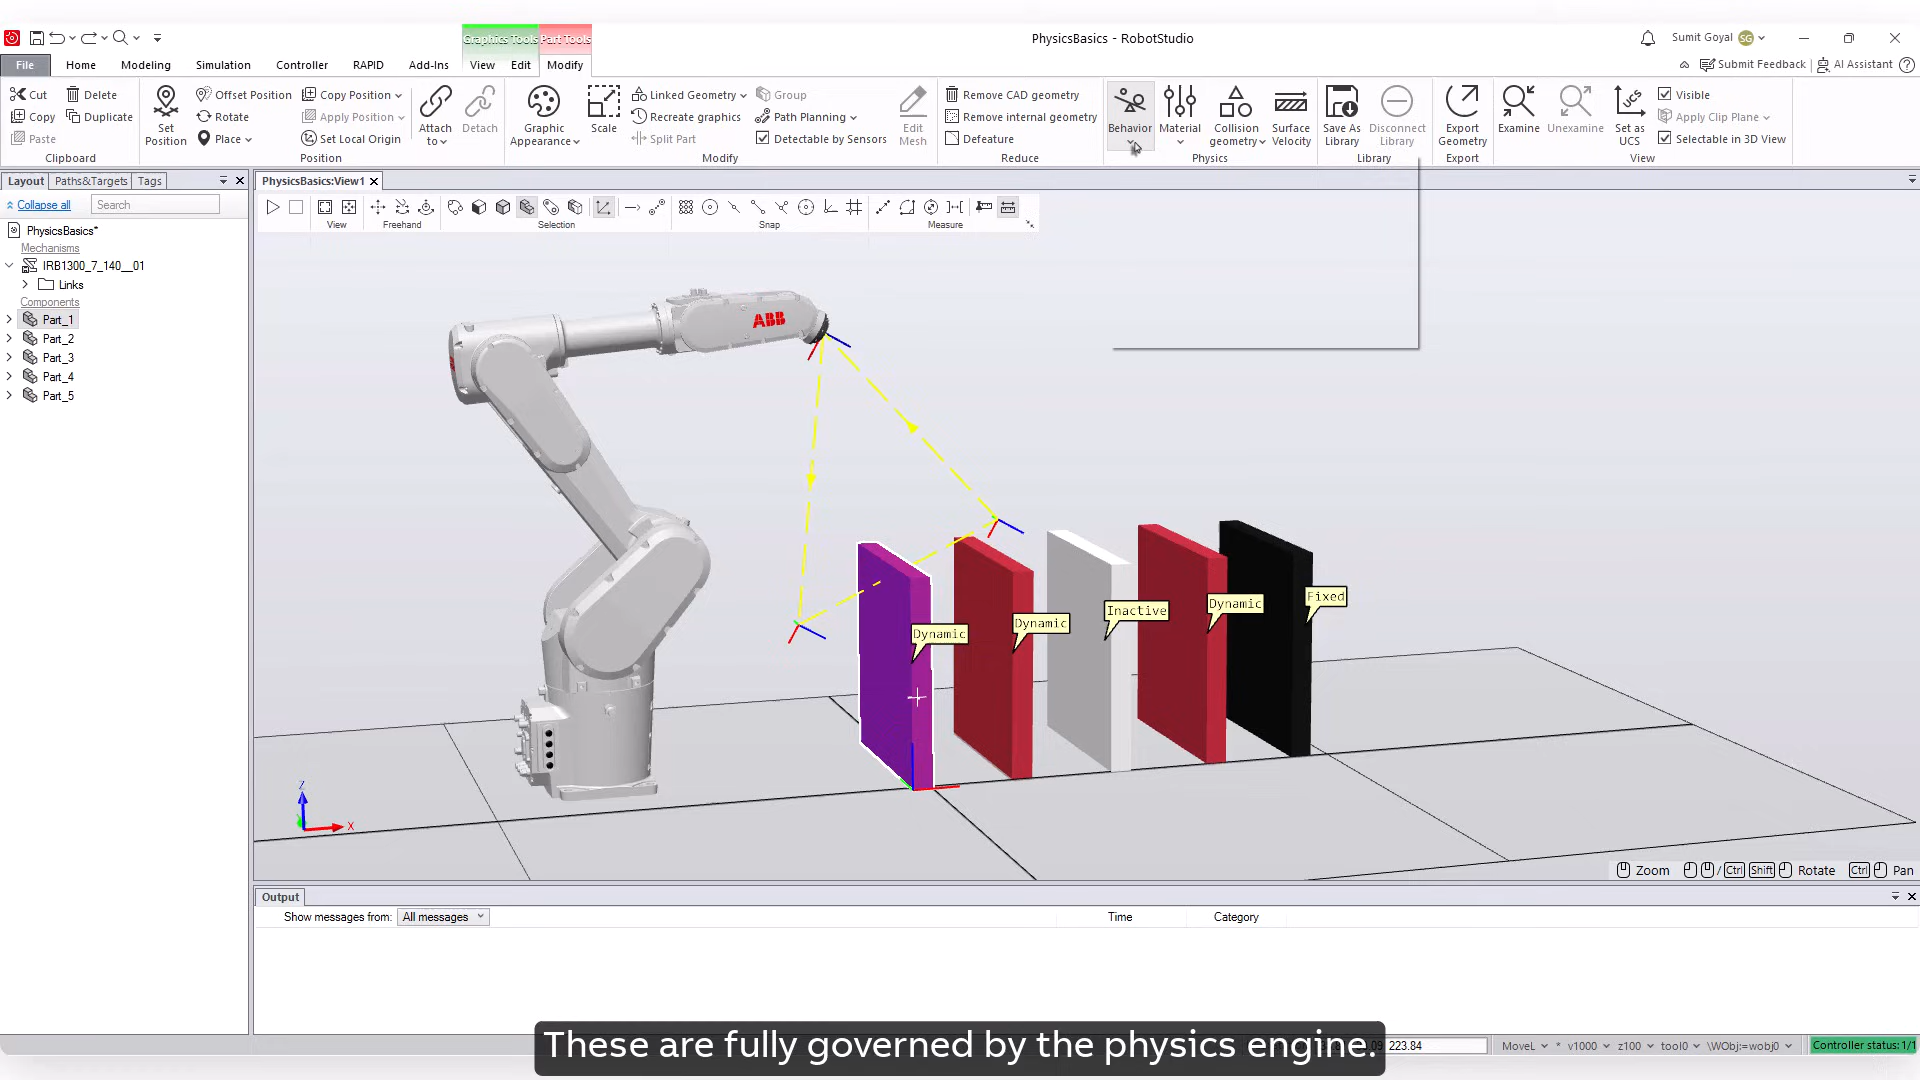 Graphics Tools Part Tools
PhysicsBasics - RobotStudio
Sumit Goyal SG
File Home Modeling Simulation Controller RAPID Add-Ins View Edit Modify
Submit Feedback AI Assistant
Cut Delete
Copy Duplicate
Paste
Clipboard
Set Position
Offset Position
Rotate
Place
Copy Position
Apply Position
Set Local Origin
Position
Attach to
Detach
Graphic Appearance
Scale
Linked Geometry
Recreate graphics
Split Part
Group
Path Planning
Detectable by Sensors
Edit Mesh
Modify
Remove CAD geometry
Remove internal geometry
Defeature
Reduce
Behavior
Material
Collision geometry
Surface Velocity
Physics
Save As Library
Disconnect Library
Library
Export Geometry
Export
Examine
Unexamine
Set as UCS
UCS
Visible
Apply Clip Plane
Selectable in 3D View
View
Layout Paths&Targets Tags
Collapse all Search
PhysicsBasics*
Mechanisms
IRB1300_7_140__01
Links
Components
Part_1
Part_2
Part_3
Part_4
Part_5
PhysicsBasics:View1
View Freehand Selection Snap Measure
ABB
Dynamic
Dynamic
Inactive
Dynamic
Fixed
Z
X
Zoom / Ctrl Shift Rotate Ctrl Pan
Output
Show messages from: All messages Time Category
These are fully governed by the physics engine.
223.84
MoveL * v1000 z100 tool0 \WObj:=wobj0 Controller status: 1/1